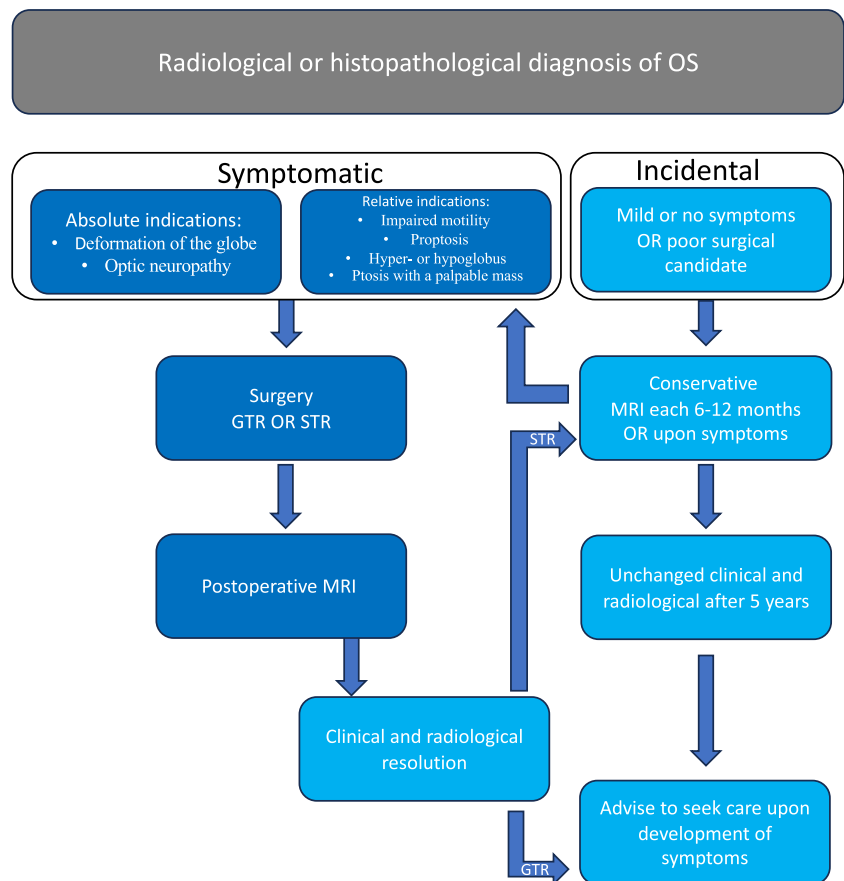 Radiological or histopathological diagnosis of OS
Symptomatic
Absolute indications:
• Deformation of the globe
• Optic neuropathy
Relative indications:
• Impaired motility
• Proptosis
• Hyper- or hypoglobus
• Ptosis with a palpable mass
Incidental
Mild or no symptoms
OR poor surgical
candidate
Surgery
GTR OR STR
Conservative
MRI each 6-12 months
OR upon symptoms
STR
Postoperative MRI
Unchanged clinical and
radiological after 5 years
Clinical and radiological
resolution
Advise to seek care upon
development of
symptoms
GTR